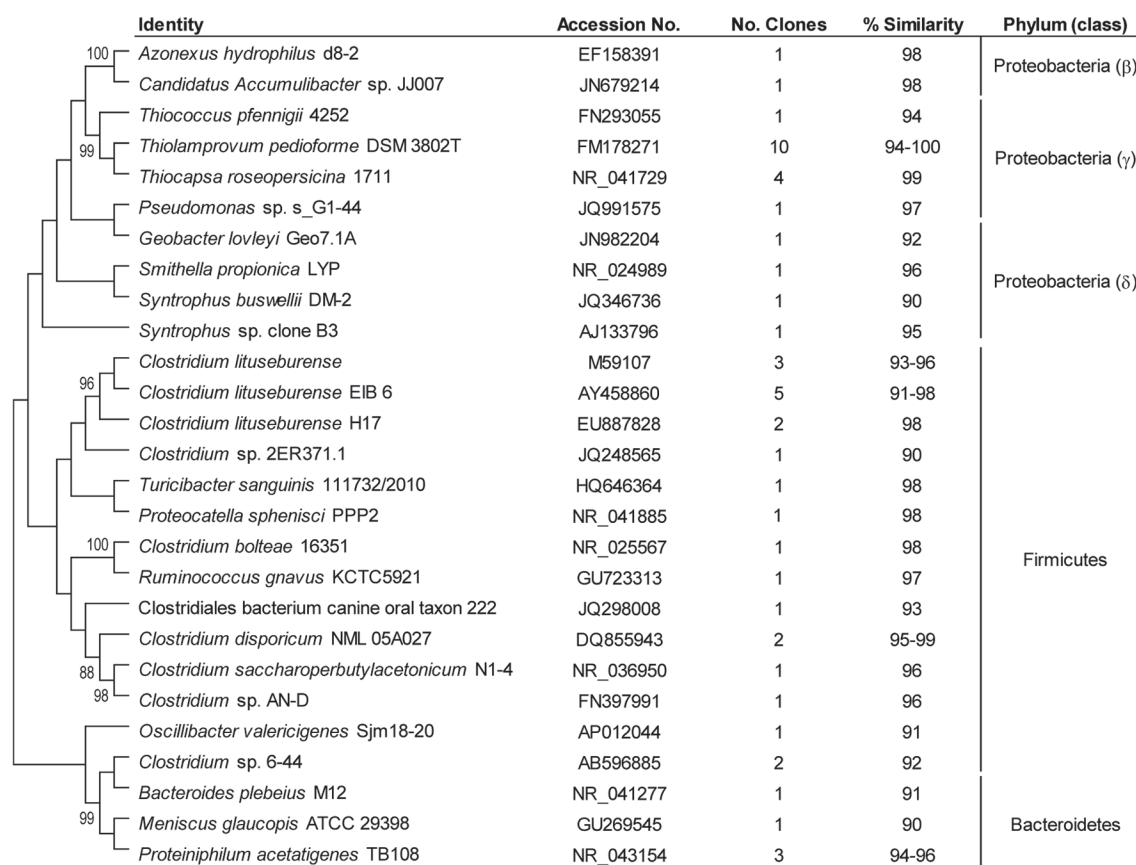 Identity Accession No. No. Clones % Similarity Phylum (class)
100 Azonexus hydrophilus d8-2 EF158391 1 98
Proteobacteria (β)
Candidatus Accumulibacter sp. JJ007 JN679214 1 98
Thiococcus pfennigii 4252 FN293055 1 94
99 Thiolamprovum pedioforme DSM 3802T FM178271 10 94-100
Proteobacteria (γ)
Thiocapsa roseopersicina 1711 NR_041729 4 99
Pseudomonas sp. s_G1-44 JQ991575 1 97
Geobacter lovleyi Geo7.1A JN982204 1 92
Smithella propionica LYP NR_024989 1 96
Proteobacteria (δ)
Syntrophus buswellii DM-2 JQ346736 1 90
Syntrophus sp. clone B3 AJ133796 1 95
Clostridium lituseburense M59107 3 93-96
96 Clostridium lituseburense EIB 6 AY458860 5 91-98
Clostridium lituseburense H17 EU887828 2 98
Clostridium sp. 2ER371.1 JQ248565 1 90
Turicibacter sanguinis 111732/2010 HQ646364 1 98
Proteocatella sphenisci PPP2 NR_041885 1 98
100 Clostridium bolteae 16351 NR_025567 1 98
Firmicutes
Ruminococcus gnavus KCTC5921 GU723313 1 97
Clostridiales bacterium canine oral taxon 222 JQ298008 1 93
Clostridium disporicum NML 05A027 DQ855943 2 95-99
88 Clostridium saccharoperbutylacetonicum N1-4 NR_036950 1 96
98 Clostridium sp. AN-D FN397991 1 96
Oscillibacter valericigenes Sjm18-20 AP012044 1 91
Clostridium sp. 6-44 AB596885 2 92
Bacteroides plebeius M12 NR_041277 1 91
99 Meniscus glaucopis ATCC 29398 GU269545 1 90 Bacteroidetes
Proteiniphilum acetatigenes TB108 NR_043154 3 94-96